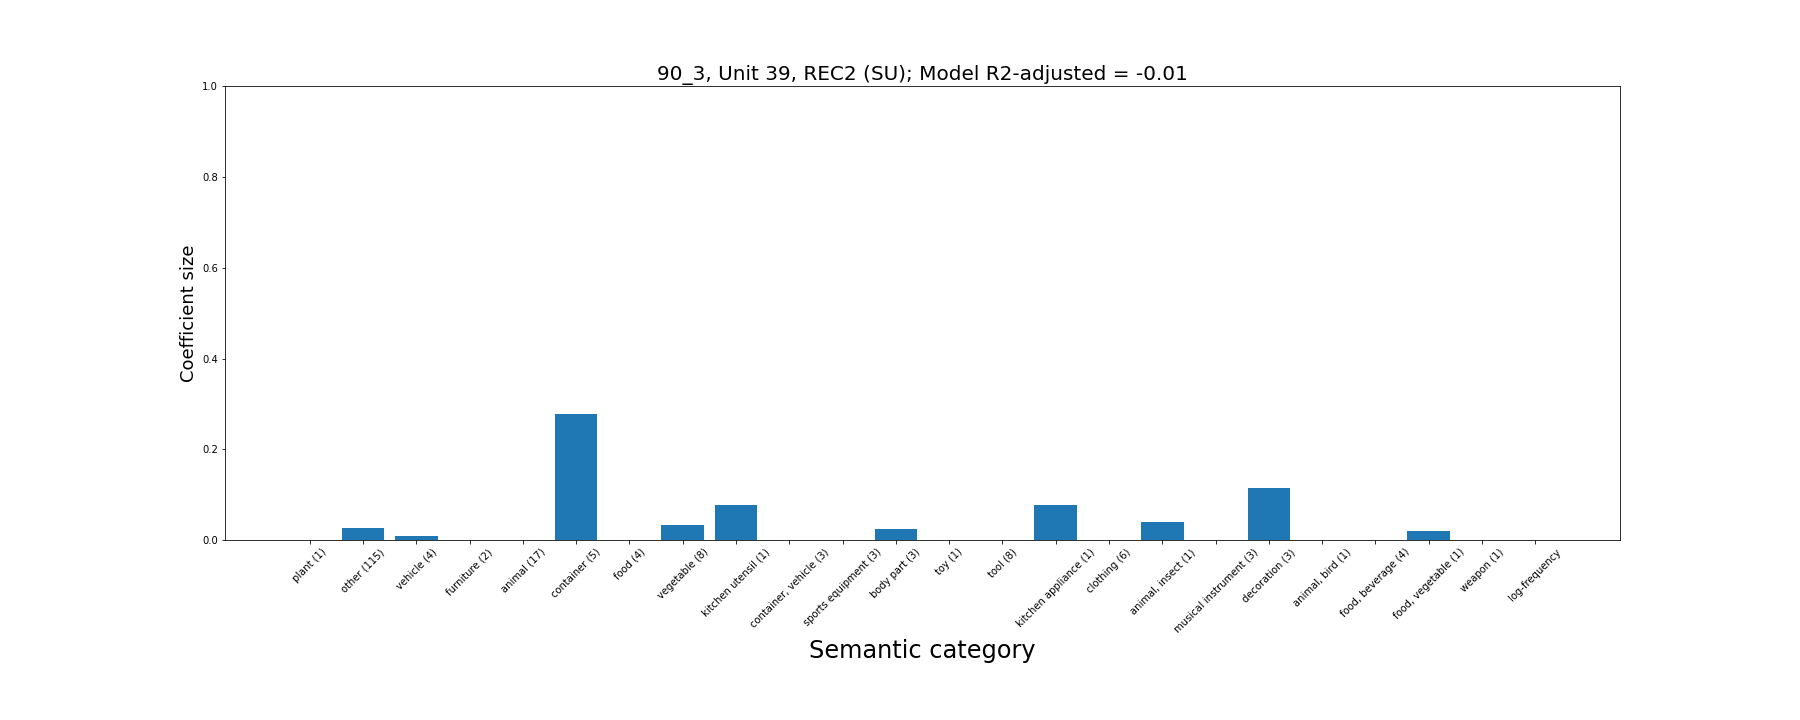 90_3, Unit 39, REC2 (SU); Model R2-adjusted = -0.01
1.0
0.8
0.6
0.4
0.2
0.0
Coefficient size
plant (1)
other (115)
vehicle (4)
furniture (2)
animal (17)
container (5)
food (4)
vegetable (8)
kitchen utensil (1)
container, vehicle (3)
sports equipment (3)
body part (3)
toy (1)
tool (8)
kitchen appliance (1)
clothing (6)
animal, insect (1)
musical instrument (3)
decoration (3)
animal, bird (1)
food, beverage (4)
food, vegetable (1)
weapon (1)
log-frequency
Semantic category